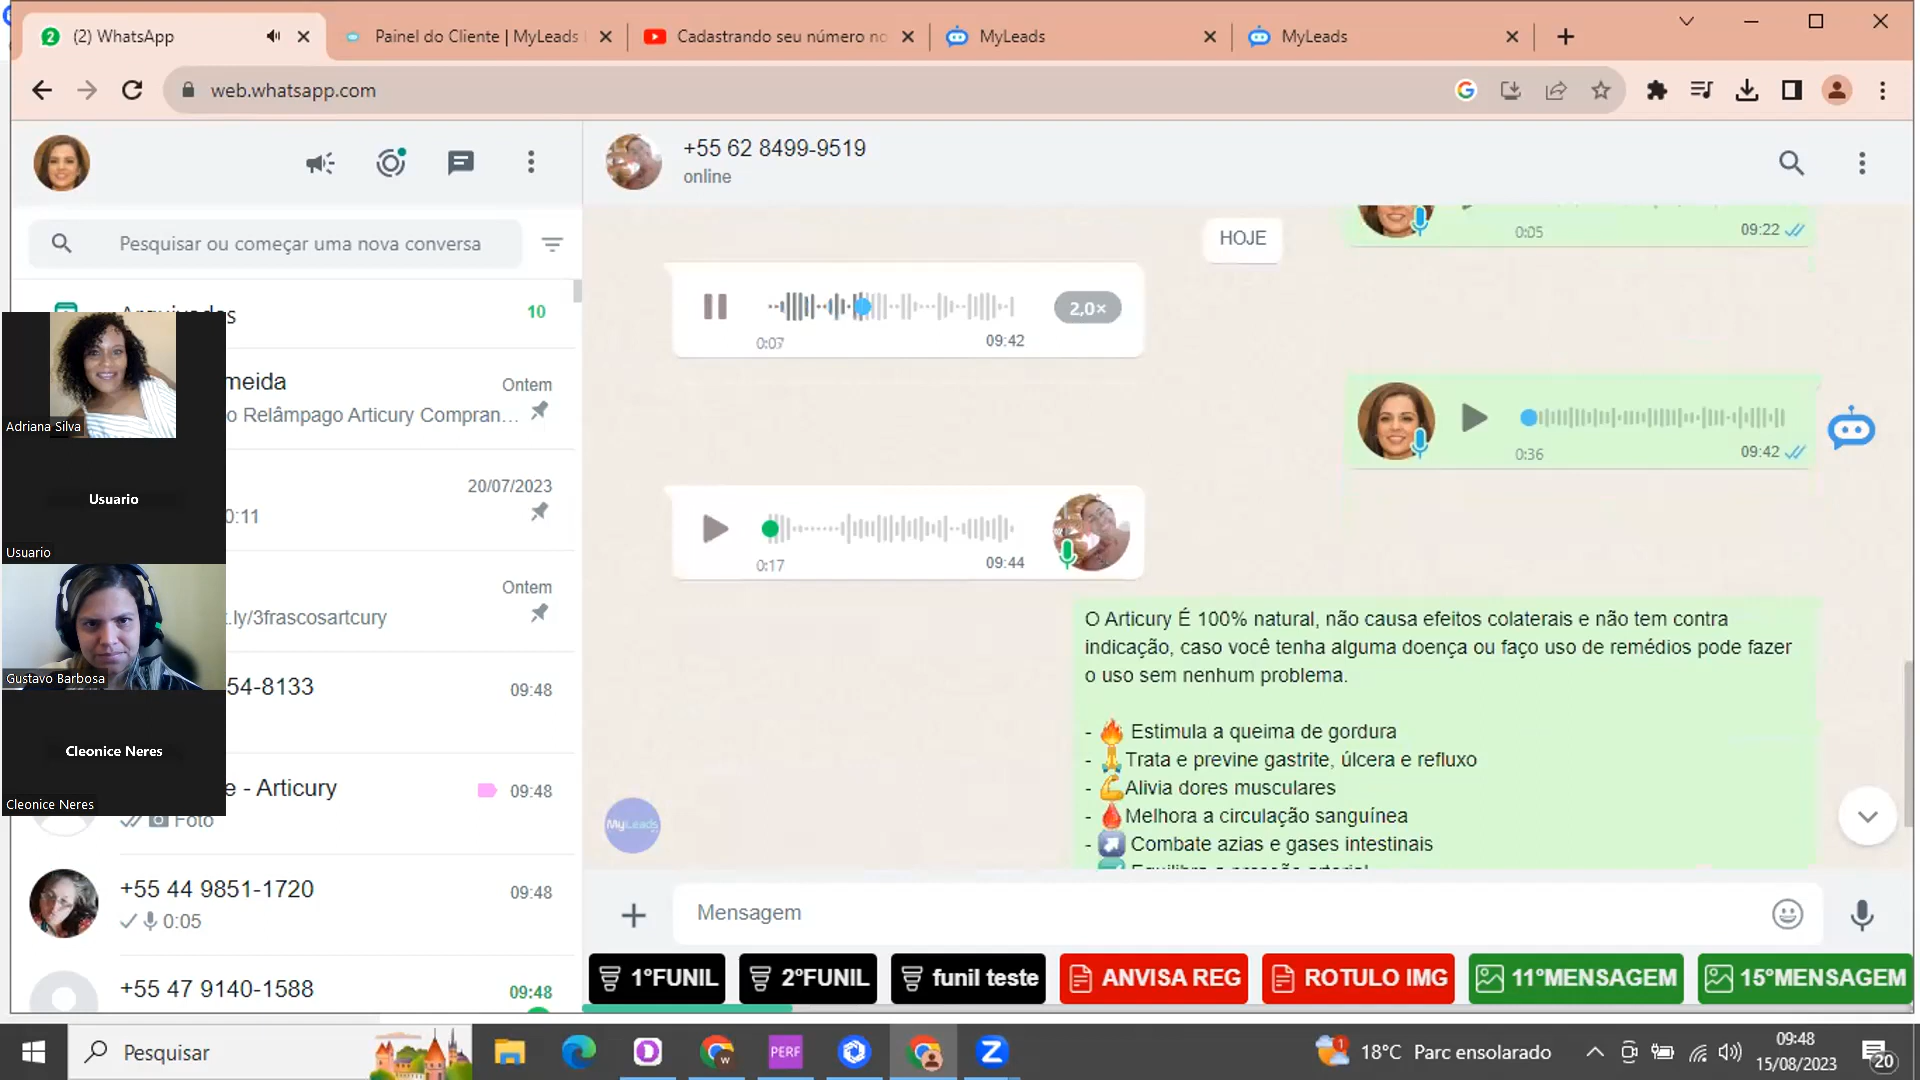 (2) WhatsApp
Painel do Cliente | MyLeads
Cadastrando seu número no
MyLeads
MyLeads
web.whatsapp.com
+55 62 8499-9519
online
Pesquisar ou começar uma nova conversa
HOJE
0:05
09:22
10
2,0×
0:07
09:42
meida
Ontem
o Relâmpago Articury Compran...
Adriana Silva
0:36
09:42
Usuario
20/07/2023
0:11
Usuario
0:17
09:44
Ontem
t.ly/3frascosartcury
O Articury É 100% natural, não causa efeitos colaterais e não tem contra
indicação, caso você tenha alguma doença ou faço uso de remédios pode fazer
o uso sem nenhum problema.
- Estimula a queima de gordura
- Trata e previne gastrite, úlcera e refluxo
- Alivia dores musculares
- Melhora a circulação sanguínea
- Combate azias e gases intestinais
Gustavo Barbosa
54-8133
09:48
Cleonice Neres
e - Articury
09:48
Cleonice Neres
Foto
MyLeads
+55 44 9851-1720
09:48
0:05
Mensagem
+55 47 9140-1588
09:48
1ºFUNIL
2ºFUNIL
funil teste
ANVISA REG
ROTULO IMG
11ºMENSAGEM
15ºMENSAGEM
Pesquisar
PERF
18°C Parc ensolarado
09:48
15/08/2023
20